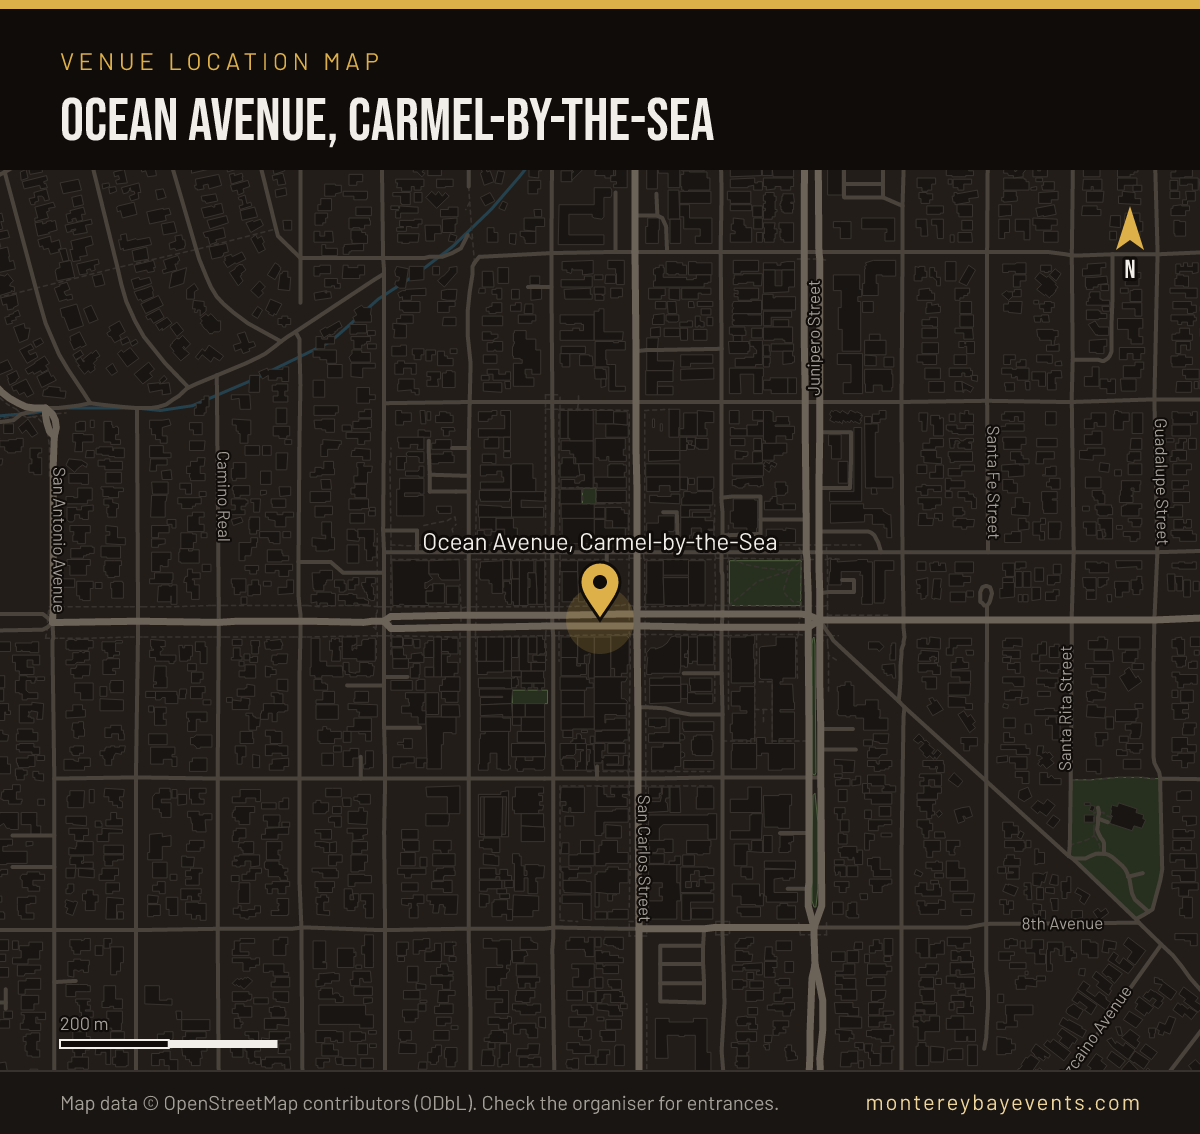 VENUE LOCATION MAP
OCEAN AVENUE, CARMEL-BY-THE-SEA
N
Junipero Street
San Antonio Avenue
Camino Real
Santa Fe Street
Guadalupe Street
Ocean Avenue, Carmel-by-the-Sea
Santa Rita Street
San Carlos Street
8th Avenue
zcaino Avenue
200 m
Map data © OpenStreetMap contributors (ODbL). Check the organiser for entrances.
montereybayevents.com